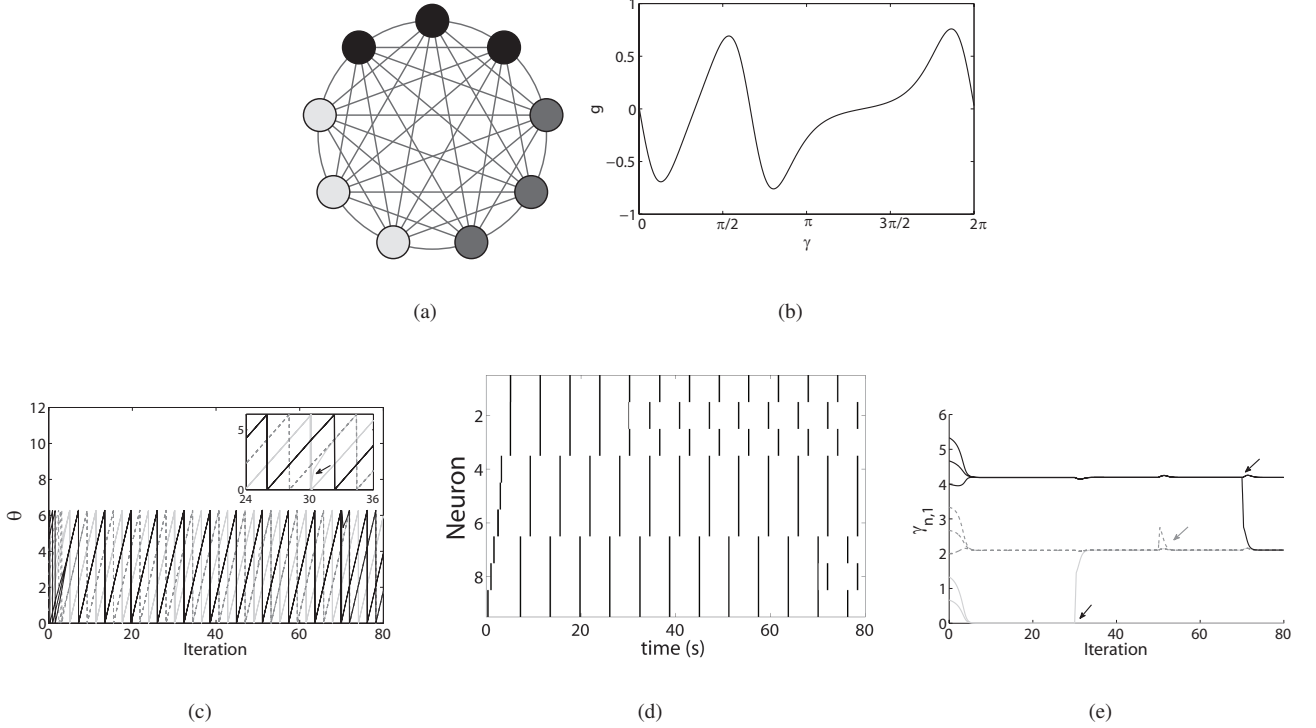 1
0.5
0
−0.5
−1
g
0
π/2
π
3π/2
2π
γ
(a)
(b)
12
10
8
6
4
2
0
θ
0
20
40
60
80
Iteration
5
0
24
30
36
2
4
6
8
Neuron
0
20
40
60
80
time (s)
6
5
4
3
2
1
0
γn,1
0
20
40
60
80
Iteration
(c)
(d)
(e)